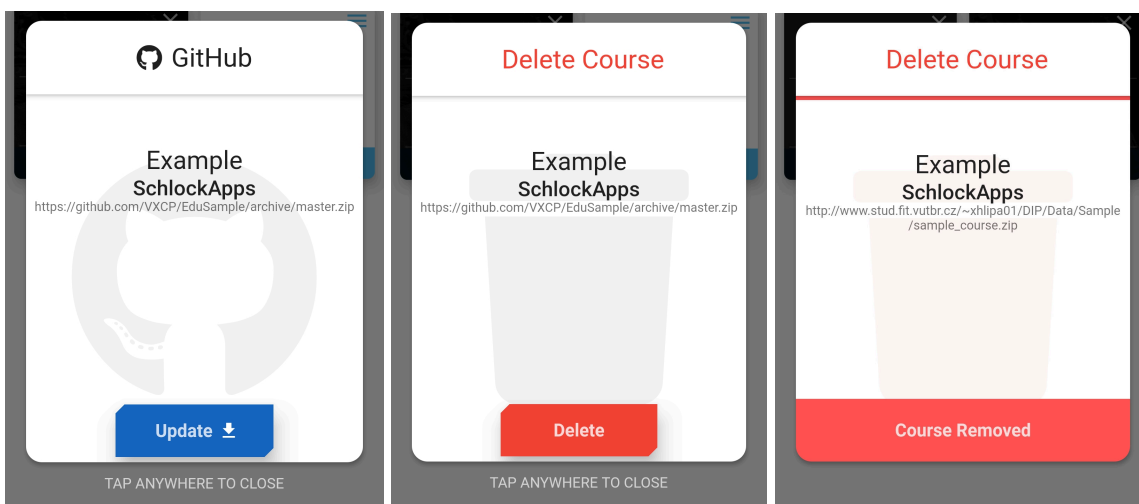 GitHub
Example
SchlockApps
https://github.com/VXCP/EduSample/archive/master.zip
Update
TAP ANYWHERE TO CLOSE
Delete Course
Example
SchlockApps
https://github.com/VXCP/EduSample/archive/master.zip
Delete
TAP ANYWHERE TO CLOSE
Delete Course
Example
SchlockApps
http://www.stud.fit.vutbr.cz/~xhlipa01/DIP/Data/Sample
/sample_course.zip
Course Removed